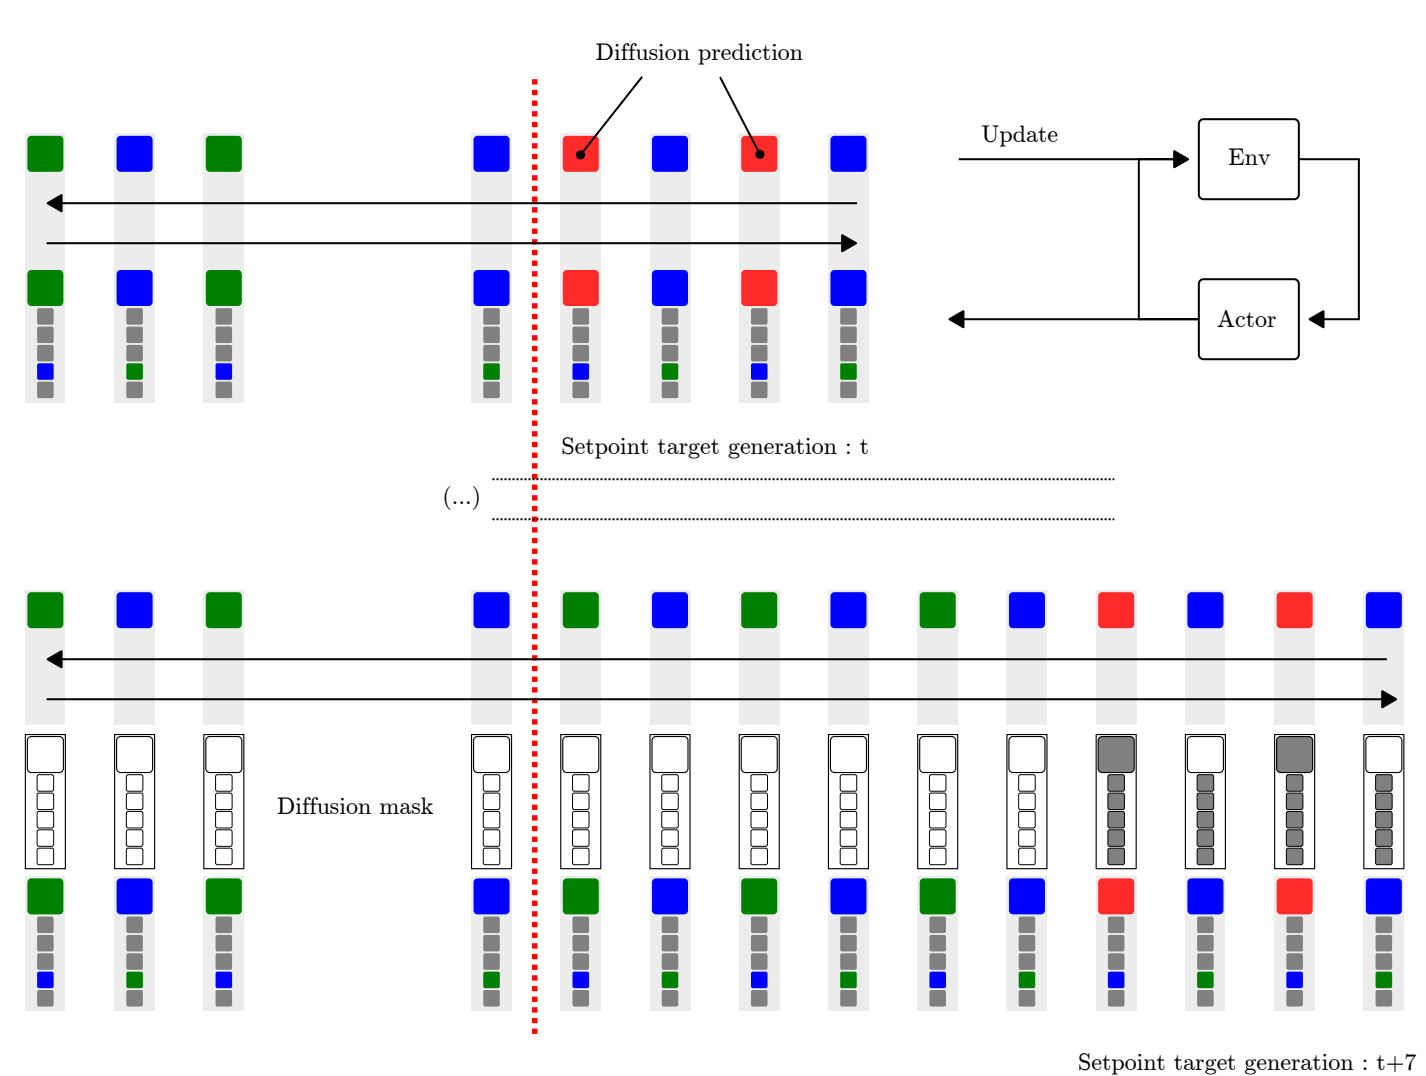 Diffusion prediction
Update
Env
Actor
Setpoint target generation : t
(...)
Diffusion mask
Setpoint target generation : t+7